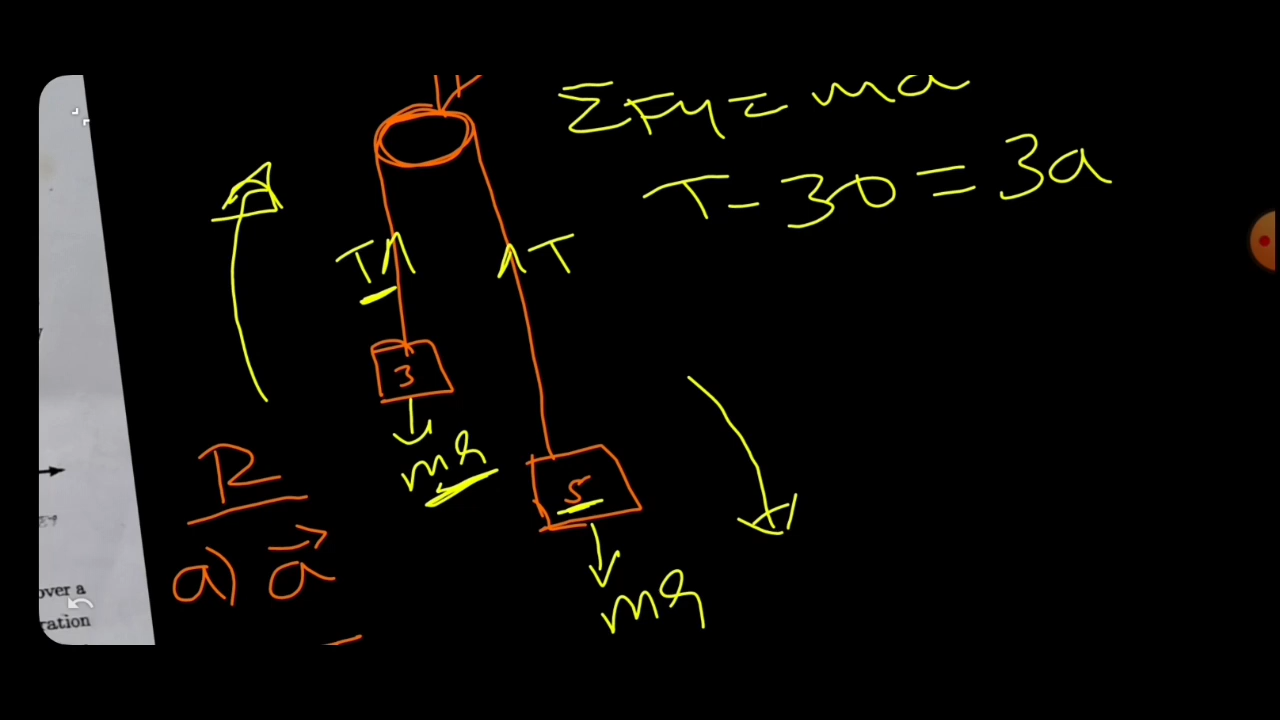 ΣFy = ma
T - 30 = 3a
T T
3
mg
5
mg
R
a) a⃗
over a
ration